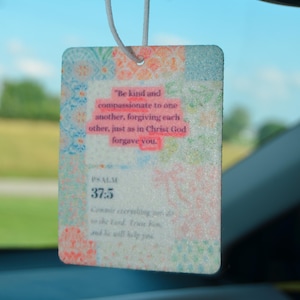 "Be kind and
compassionate to one
another, forgiving each
other, just as in Christ God
forgave you."
PSALM
37:5
Commit everything you do
to the Lord. Trust him,
and he will help you.